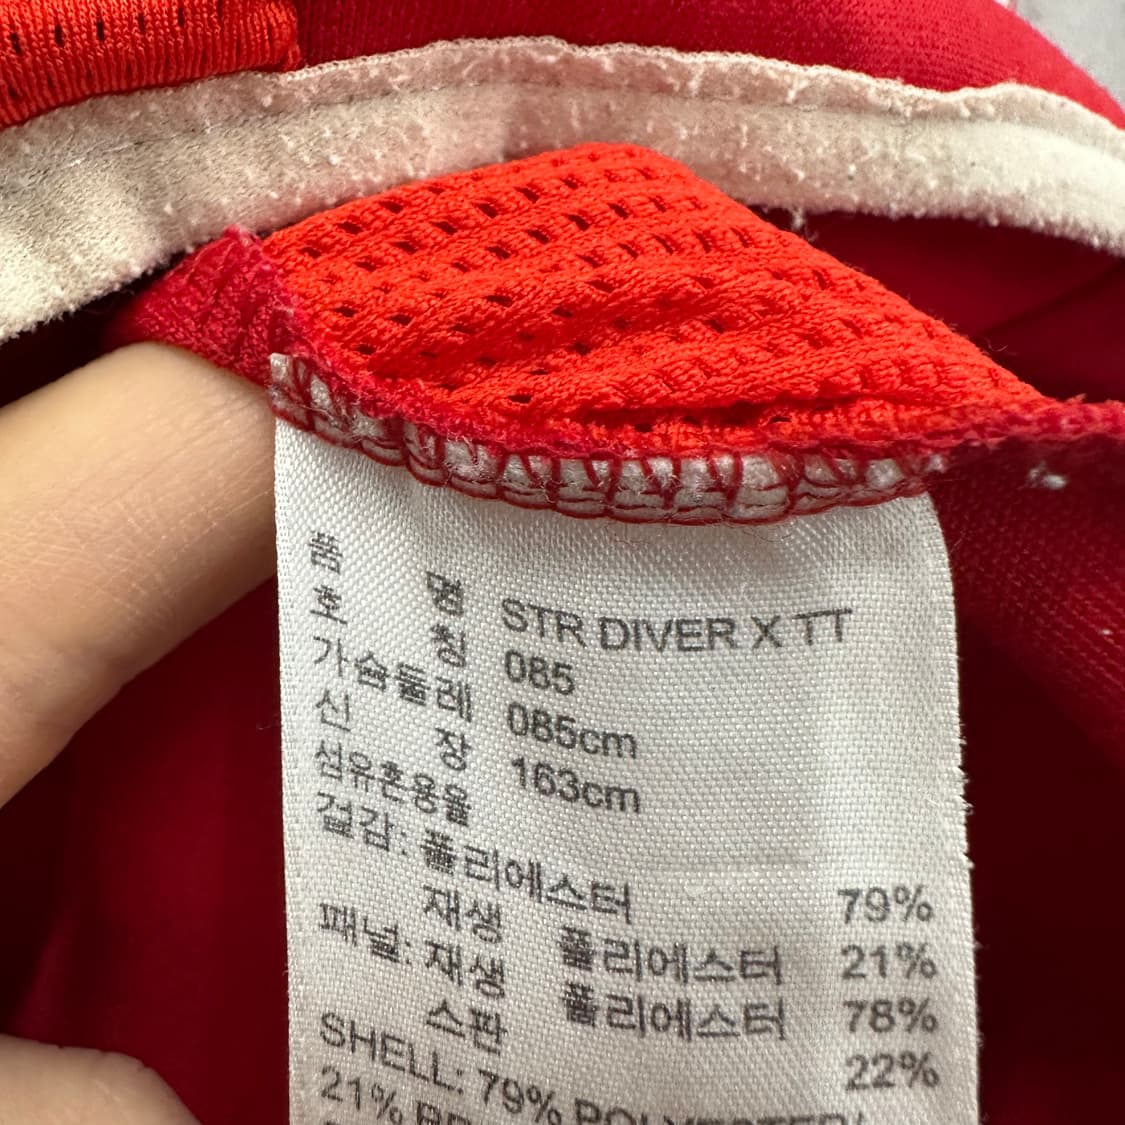 품 명 STR DIVER X TT
호 칭 085
가슴둘레 085cm
신 장 163cm
섬유혼용율
겉감: 폴리에스터 79%
재생 폴리에스터 21%
패널: 재생 폴리에스터 78%
스판 22%
SHELL: 79% POLYESTER/
21%